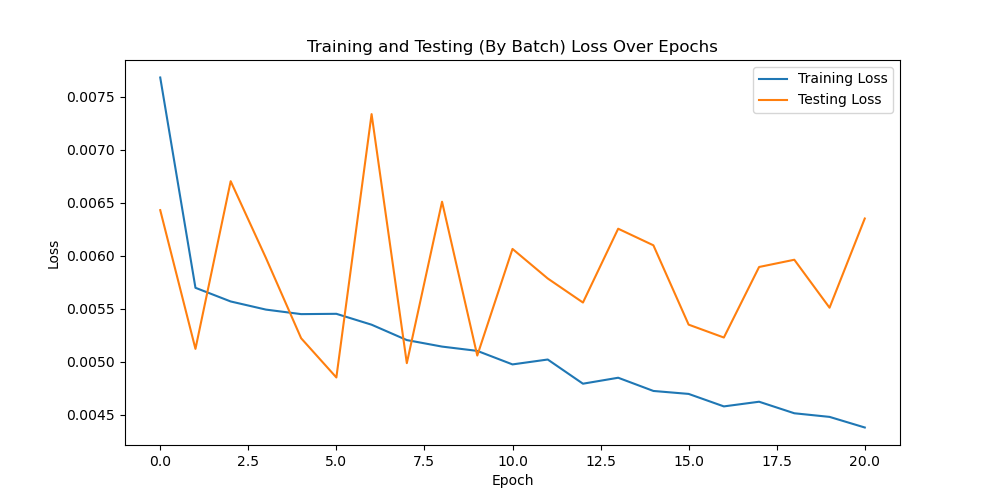 Training and Testing (By Batch) Loss Over Epochs
Training Loss
Testing Loss
0.0075
0.0070
0.0065
0.0060
0.0055
0.0050
0.0045
Loss
0.0 2.5 5.0 7.5 10.0 12.5 15.0 17.5 20.0
Epoch